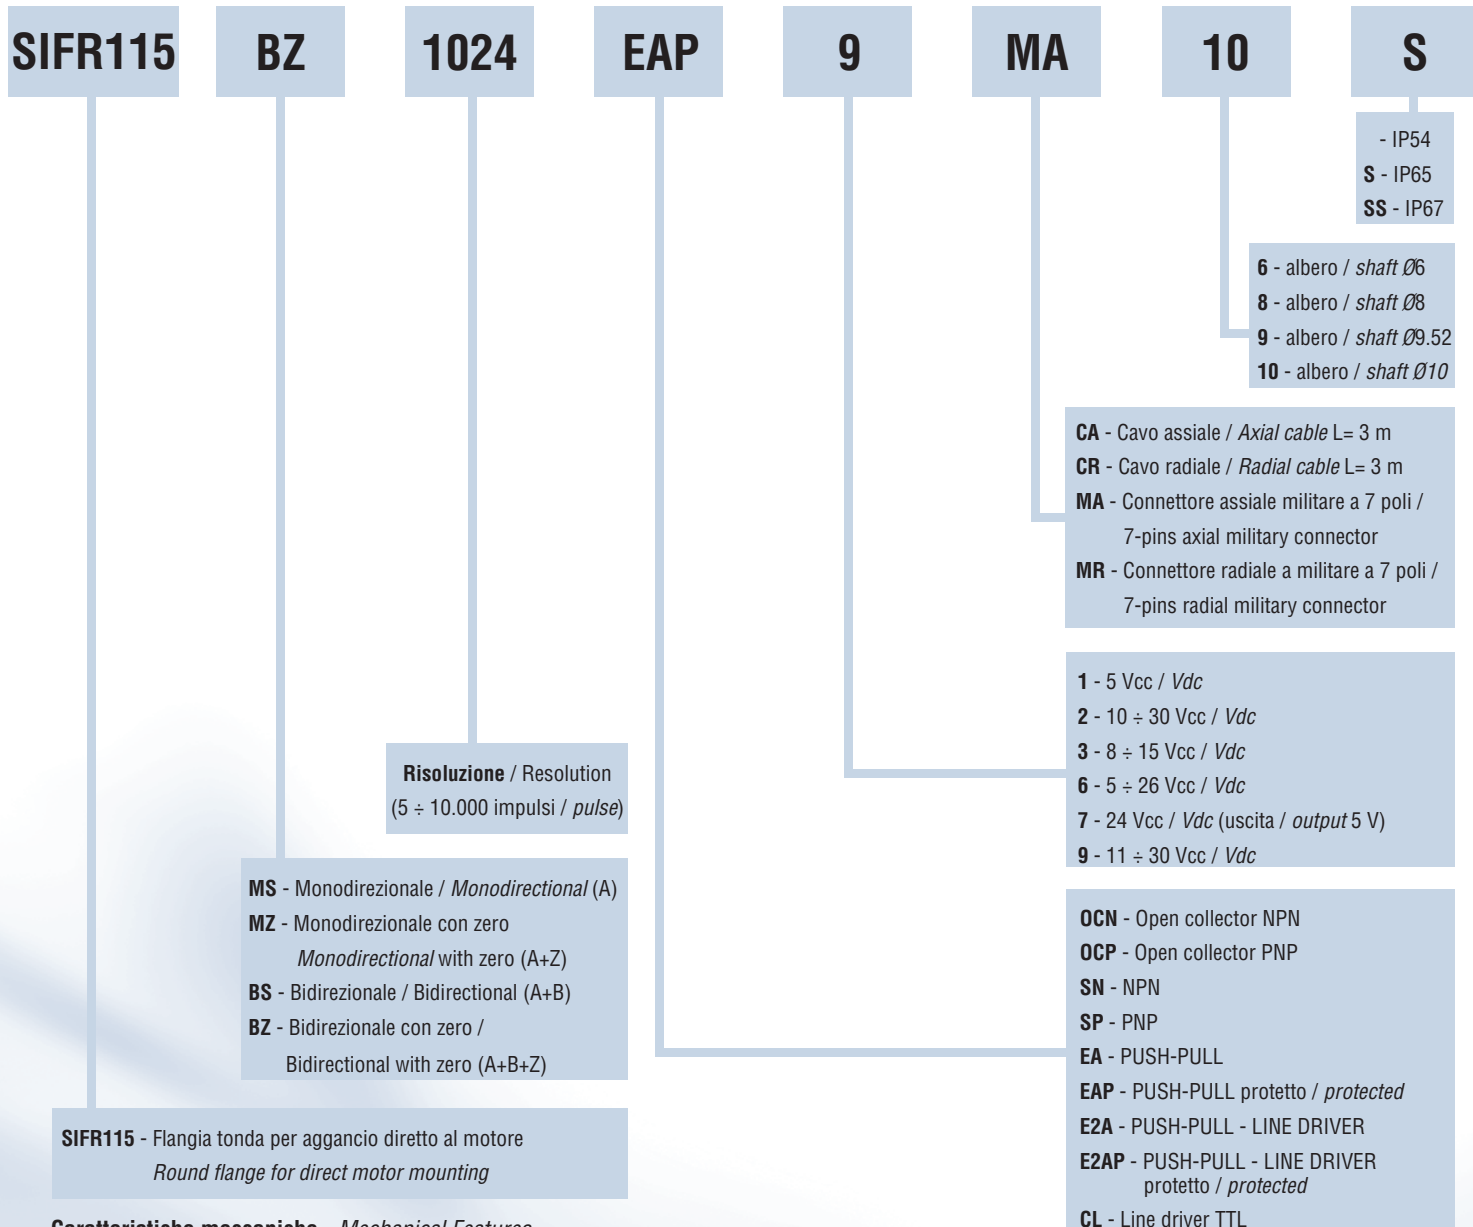 SIFR115 BZ 1024 EAP 9 MA 10 S
- IP54
S - IP65
SS - IP67
6 - albero / shaft Ø6
8 - albero / shaft Ø8
9 - albero / shaft Ø9.52
10 - albero / shaft Ø10
CA - Cavo assiale / Axial cable L= 3 m
CR - Cavo radiale / Radial cable L= 3 m
MA - Connettore assiale militare a 7 poli /
7-pins axial military connector
MR - Connettore radiale a militare a 7 poli /
7-pins radial military connector
1 - 5 Vcc / Vdc
2 - 10 ÷ 30 Vcc / Vdc
3 - 8 ÷ 15 Vcc / Vdc
6 - 5 ÷ 26 Vcc / Vdc
7 - 24 Vcc / Vdc (uscita / output 5 V)
9 - 11 ÷ 30 Vcc / Vdc
Risoluzione / Resolution
(5 ÷ 10.000 impulsi / pulse)
MS - Monodirezionale / Monodirectional (A)
MZ - Monodirezionale con zero
Monodirectional with zero (A+Z)
BS - Bidirezionale / Bidirectional (A+B)
BZ - Bidirezionale con zero /
Bidirectional with zero (A+B+Z)
OCN - Open collector NPN
OCP - Open collector PNP
SN - NPN
SP - PNP
EA - PUSH-PULL
EAP - PUSH-PULL protetto / protected
E2A - PUSH-PULL - LINE DRIVER
E2AP - PUSH-PULL - LINE DRIVER
protetto / protected
CL - Line driver TTL
SIFR115 - Flangia tonda per aggancio diretto al motore
Round flange for direct motor mounting
Caratteristiche meccaniche - Mechanical Features